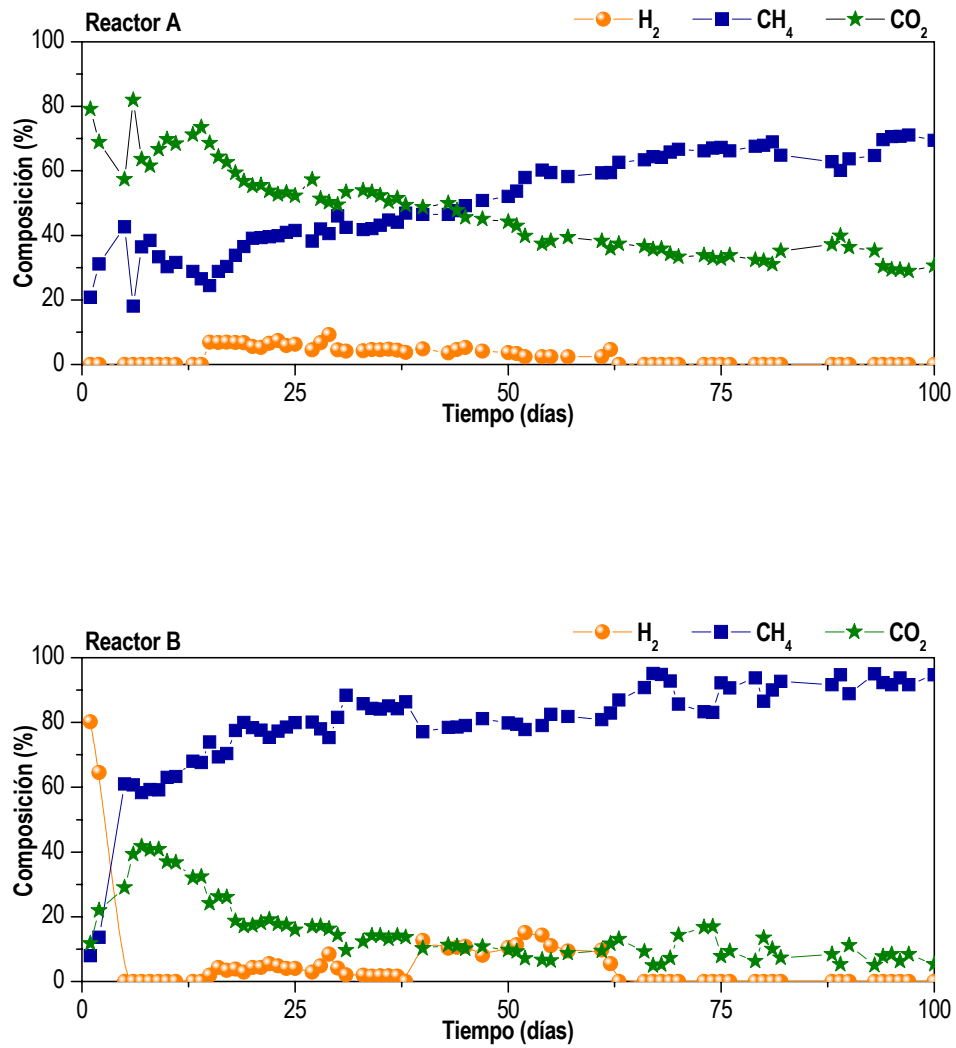 Reactor A
H₂ CH₄ CO₂
100
80
60
40
20
0
Composición (%)
0 25 50 75 100
Tiempo (días)
Reactor B
H₂ CH₄ CO₂
100
80
60
40
20
0
Composición (%)
0 25 50 75 100
Tiempo (días)